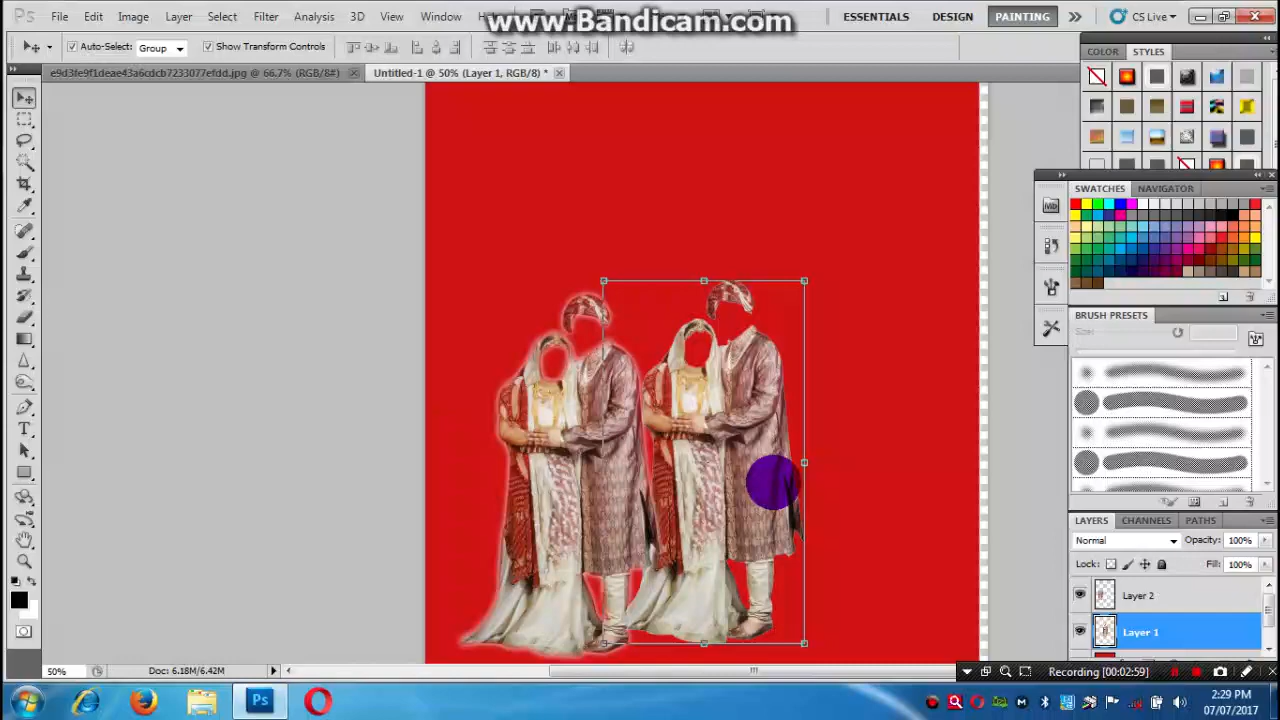 www.Bandicam.com
Ps File Edit Image Layer Select Filter Analysis 3D View Window
ESSENTIALS DESIGN PAINTING CS Live
Auto-Select: Group Show Transform Controls
e9d3fe9f1deae43a6cdcb7233077efdd.jpg @ 66.7% (RGB/8#) Untitled-1 @ 50% (Layer 1, RGB/8) *
COLOR STYLES
SWATCHES NAVIGATOR
BRUSH PRESETS
Size:
LAYERS CHANNELS PATHS
Normal Opacity: 100%
Lock: Fill: 100%
Layer 2
Layer 1
50% Doc: 6.18M/6.42M
Recording [00:02:59]
Ps
2:29 PM
07/07/2017